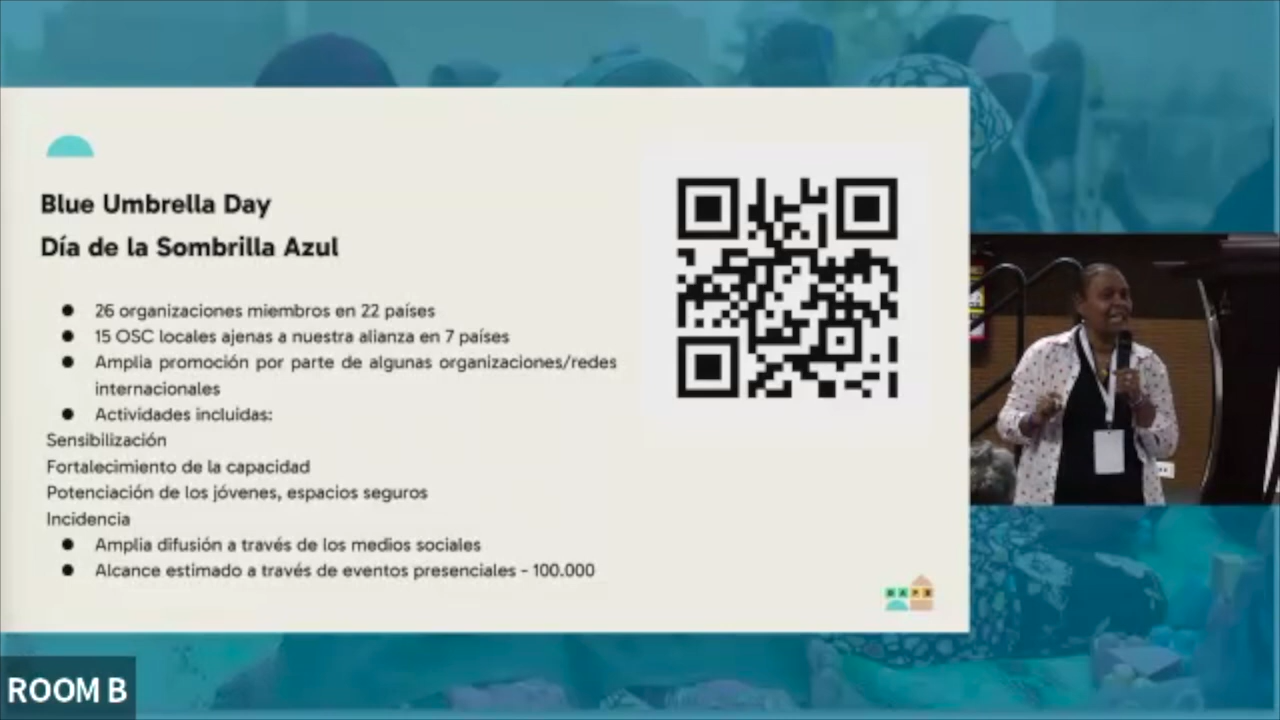 Blue Umbrella Day
Día de la Sombrilla Azul
● 26 organizaciones miembros en 22 países
● 15 OSC locales ajenas a nuestra alianza en 7 países
● Amplia promoción por parte de algunas organizaciones/redes
internacionales
● Actividades incluidas:
Sensibilización
Fortalecimiento de la capacidad
Potenciación de los jóvenes, espacios seguros
Incidencia
● Amplia difusión a través de los medios sociales
● Alcance estimado a través de eventos presenciales - 100.000
ROOM B